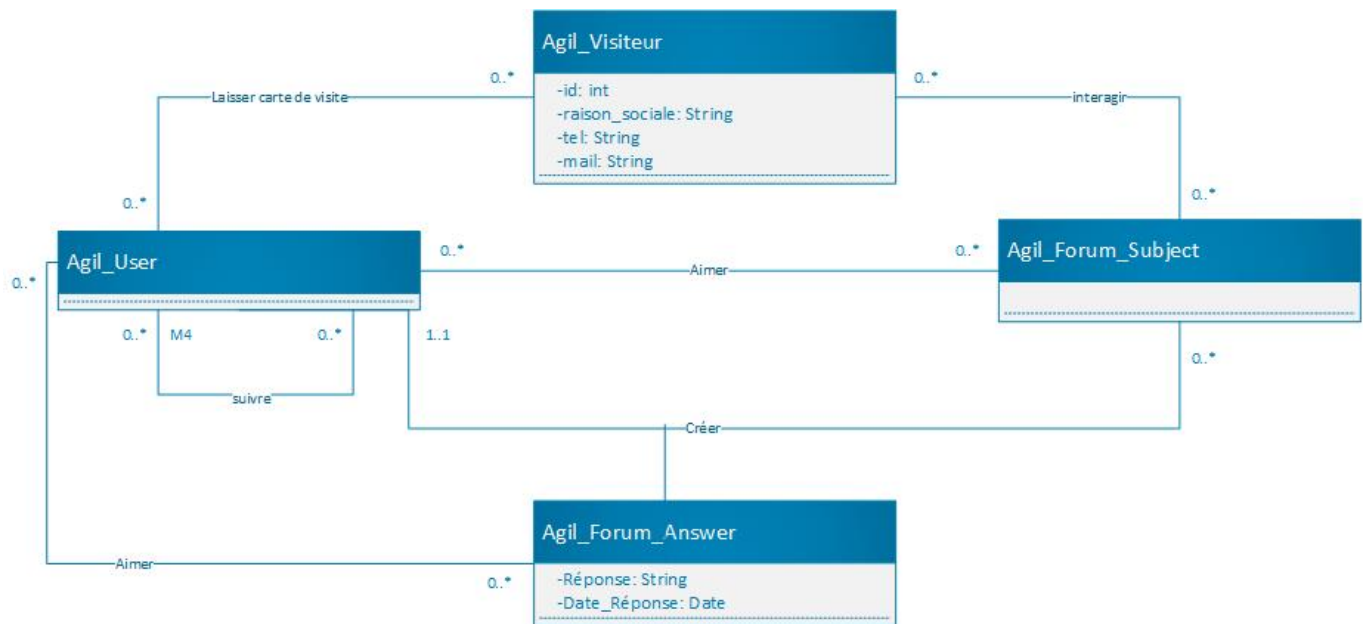 Agil_Visiteur
0..*
0..*
-id: int
Laisser carte de visite
interagir
-raison_sociale: String
-tel: String
-mail: String
0..*
0..*
Agil_User
0..*
0..*
Agil_Forum_Subject
Aimer
0..*
0..*
M4
0..*
1..1
0..*
suivre
Créer
Agil_Forum_Answer
Aimer
0..*
-Réponse: String
-Date_Réponse: Date